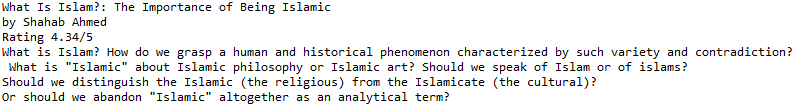 What Is Islam?: The Importance of Being Islamic
by Shahab Ahmed
Rating 4.34/5
What is Islam? How do we grasp a human and historical phenomenon characterized by such variety and contradiction?
What is "Islamic" about Islamic philosophy or Islamic art? Should we speak of Islam or of islams?
Should we distinguish the Islamic (the religious) from the Islamicate (the cultural)?
Or should we abandon "Islamic" altogether as an analytical term?